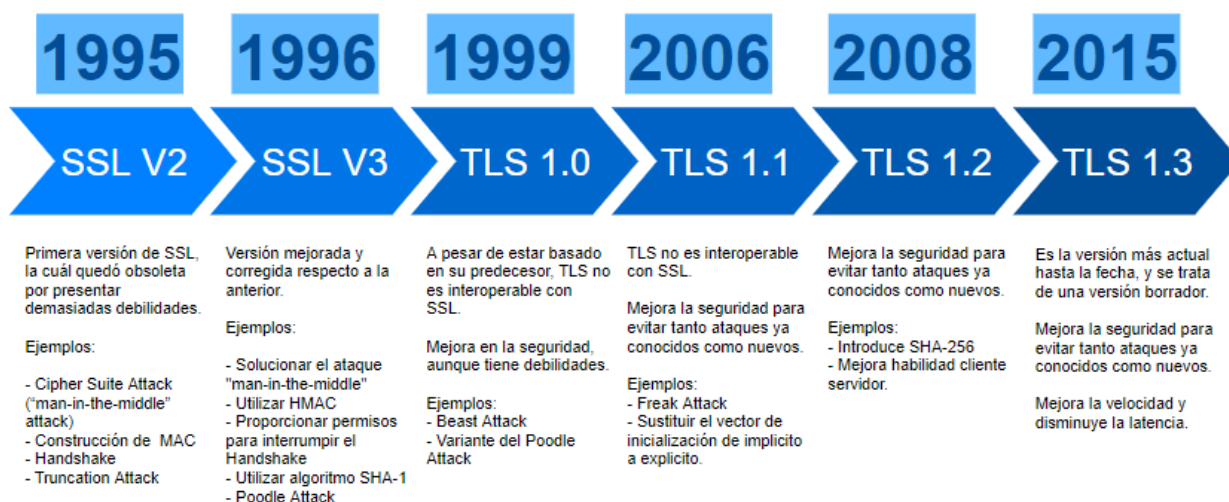 1995
1996
1999
2006
2008
2015
SSL V2
SSL V3
TLS 1.0
TLS 1.1
TLS 1.2
TLS 1.3
Primera versión de SSL,
la cuál quedó obsoleta
por presentar
demasiadas debilidades.
Ejemplos:
- Cipher Suite Attack
("man-in-the-middle"
attack)
- Construcción de MAC
- Handshake
- Truncation Attack
Versión mejorada y
corregida respecto a la
anterior.
Ejemplos:
- Solucionar el ataque
"man-in-the-middle"
- Utilizar HMAC
- Proporcionar permisos
para interrumpir el
Handshake
- Utilizar algoritmo SHA-1
- Poodle Attack
A pesar de estar basado
en su predecesor, TLS no
es interoperable con
SSL.
Mejora en la seguridad,
aunque tiene debilidades.
Ejemplos:
- Beast Attack
- Variante del Poodle
Attack
TLS no es interoperable
con SSL.
Mejora la seguridad para
evitar tanto ataques ya
conocidos como nuevos.
Ejemplos:
- Freak Attack
- Sustituir el vector de
inicialización de implicito
a explicito.
Mejora la seguridad para
evitar tanto ataques ya
conocidos como nuevos.
Ejemplos:
- Introduce SHA-256
- Mejora habilidad cliente
servidor.
Es la versión más actual
hasta la fecha, y se trata
de una versión borrador.
Mejora la seguridad para
evitar tanto ataques ya
conocidos como nuevos.
Mejora la velocidad y
disminuye la latencia.